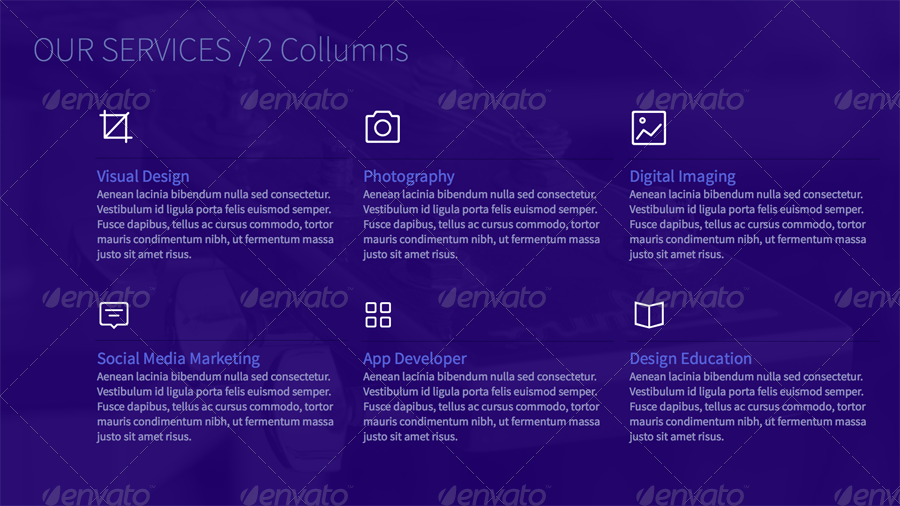 OUR SERVICES / 2 Collumns
envato envato envato envato envato
Visual Design
Aenean lacinia bibendum nulla sed consectetur.
Vestibulum id ligula porta felis euismod semper.
Fusce dapibus, tellus ac cursus commodo, tortor
mauris condimentum nibh, ut fermentum massa
justo sit amet risus.
Photography
Aenean lacinia bibendum nulla sed consectetur.
Vestibulum id ligula porta felis euismod semper.
Fusce dapibus, tellus ac cursus commodo, tortor
mauris condimentum nibh, ut fermentum massa
justo sit amet risus.
Digital Imaging
Aenean lacinia bibendum nulla sed consectetur.
Vestibulum id ligula porta felis euismod semper.
Fusce dapibus, tellus ac cursus commodo, tortor
mauris condimentum nibh, ut fermentum massa
justo sit amet risus.
envato envato envato envato envato
Social Media Marketing
Aenean lacinia bibendum nulla sed consectetur.
Vestibulum id ligula porta felis euismod semper.
Fusce dapibus, tellus ac cursus commodo, tortor
mauris condimentum nibh, ut fermentum massa
justo sit amet risus.
App Developer
Aenean lacinia bibendum nulla sed consectetur.
Vestibulum id ligula porta felis euismod semper.
Fusce dapibus, tellus ac cursus commodo, tortor
mauris condimentum nibh, ut fermentum massa
justo sit amet risus.
Design Education
Aenean lacinia bibendum nulla sed consectetur.
Vestibulum id ligula porta felis euismod semper.
Fusce dapibus, tellus ac cursus commodo, tortor
mauris condimentum nibh, ut fermentum massa
justo sit amet risus.
envato envato envato envato envato